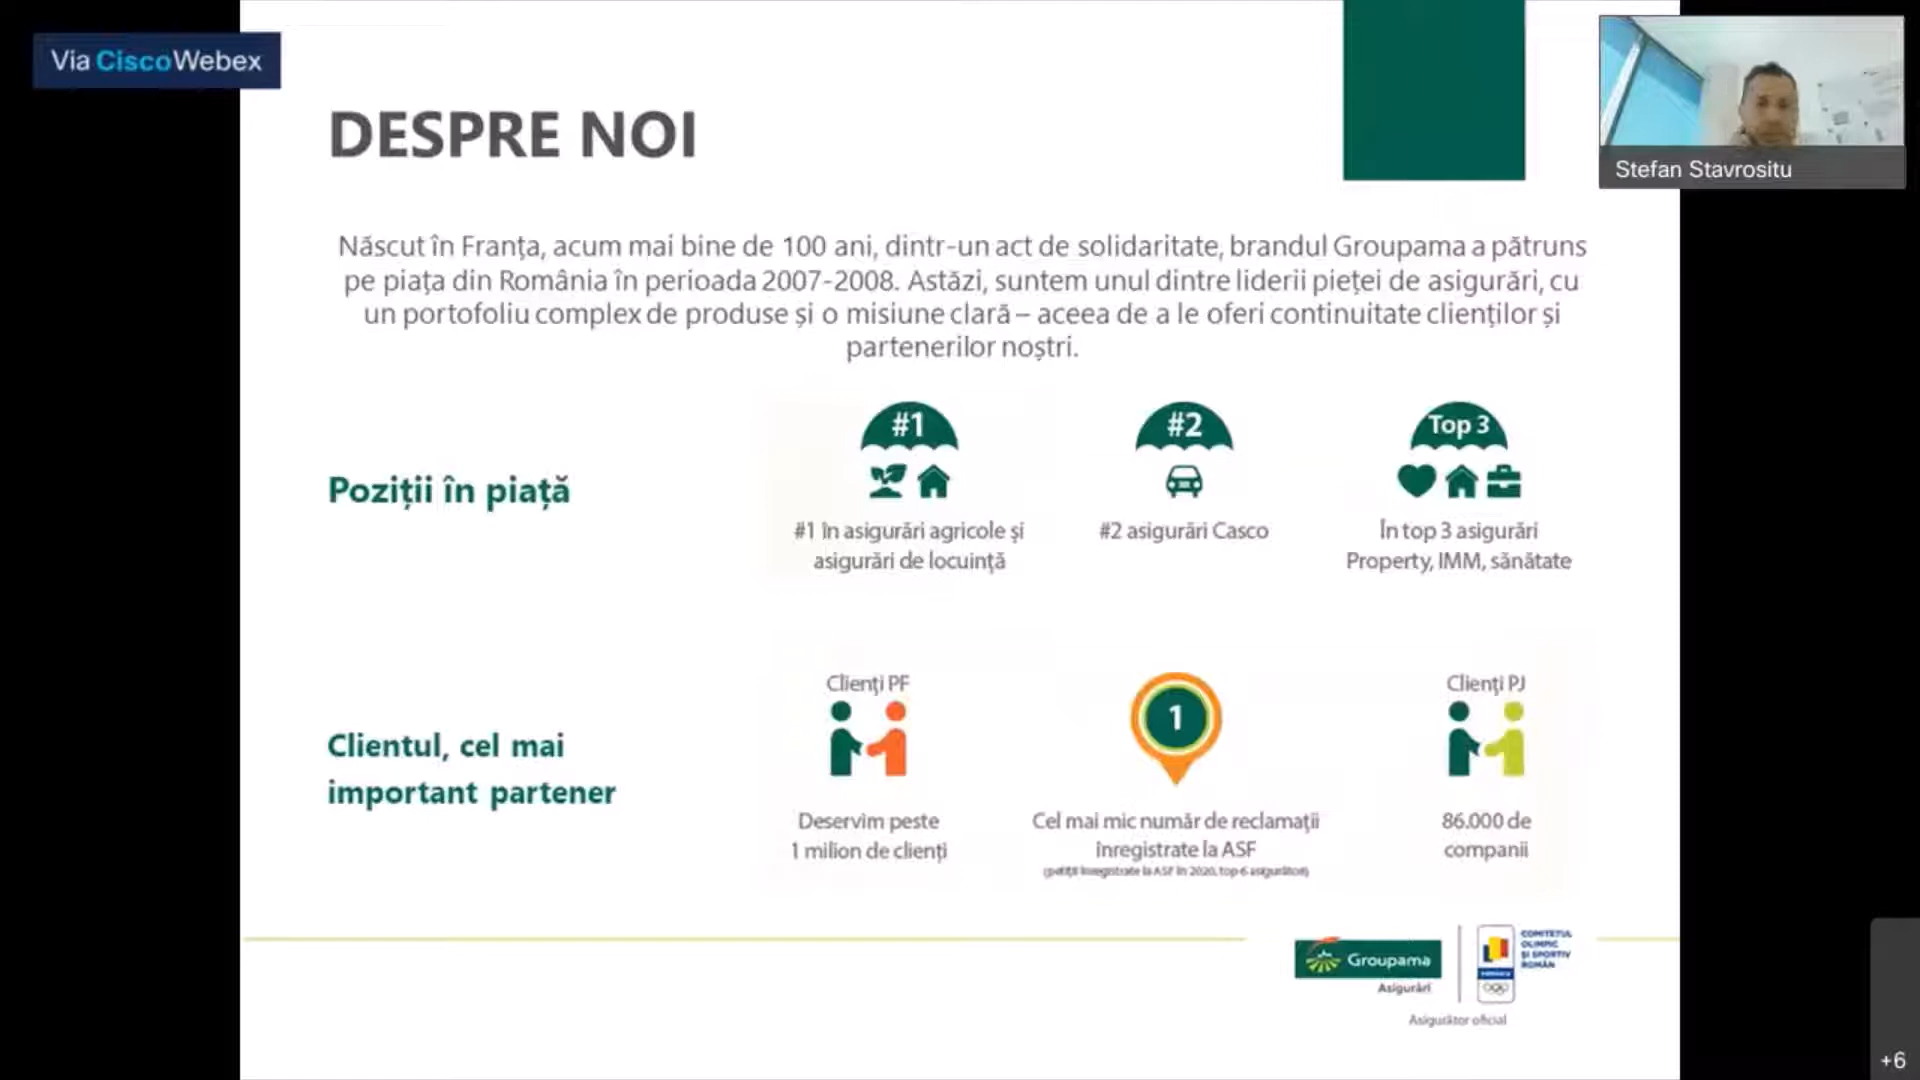 Via CiscoWebex
DESPRE NOI
Stefan Stavrositu
Născut în Franța, acum mai bine de 100 ani, dintr-un act de solidaritate, brandul Groupama a pătruns
pe piața din România în perioada 2007-2008. Astăzi, suntem unul dintre liderii pieței de asigurări, cu
un portofoliu complex de produse și o misiune clară – aceea de a le oferi continuitate clienților și
partenerilor noștri.
Poziții în piață
#1
#2
Top 3
#1 în asigurări agricole și
asigurări de locuință
#2 asigurări Casco
În top 3 asigurări
Property, IMM, sănătate
Clientul, cel mai
important partener
Clienți PF
1
Clienți PJ
Deservim peste
1 milion de clienți
Cel mai mic număr de reclamații
înregistrate la ASF
(petiții înregistrate la ASF în 2020, top 6 asigurători)
86.000 de
companii
Groupama
Asigurări
COMITETUL
OLIMPIC
ȘI SPORTIV
ROMÂN
Asigurător oficial
+6